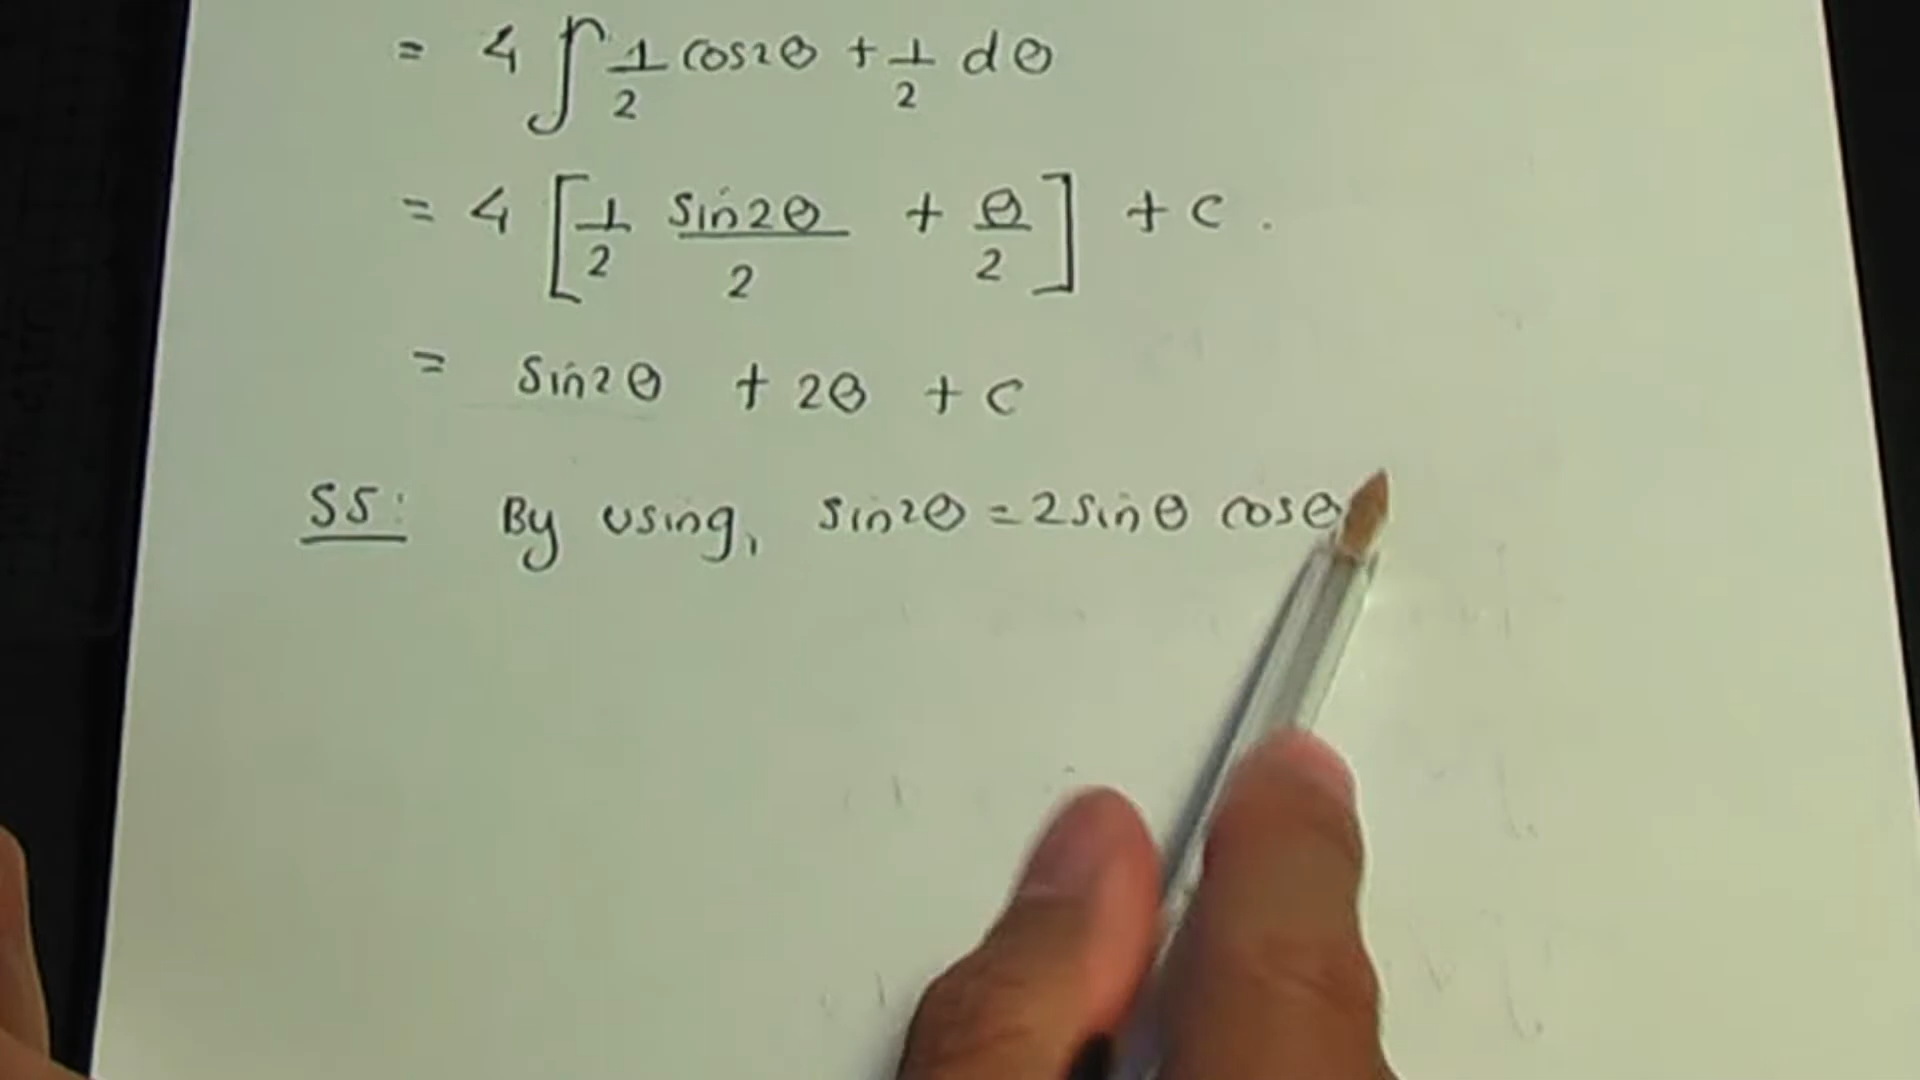 = 4 ∫ 1/2 cos2θ + 1/2 dθ
= 4 [ 1/2 sin2θ/2 + θ/2 ] + c .
= sin2θ + 2θ + c
S5: By using, sin2θ = 2sinθ cosθ